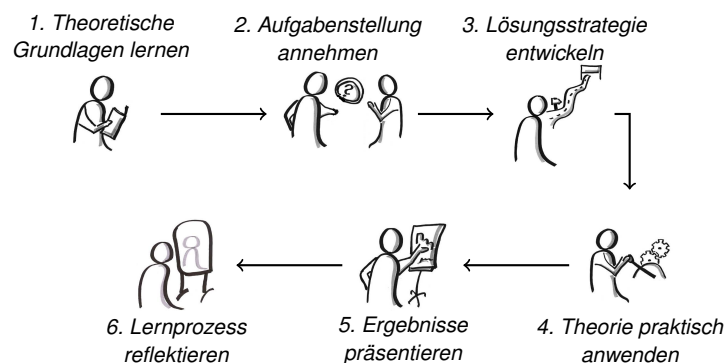 1. Theoretische
Grundlagen lernen
2. Aufgabenstellung
annehmen
3. Lösungsstrategie
entwickeln
?
4. Theorie praktisch
anwenden
5. Ergebnisse
präsentieren
6. Lernprozess
reflektieren